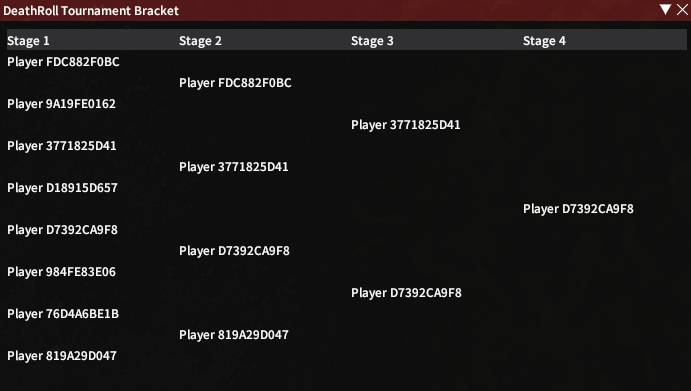 DeathRoll Tournament Bracket
Stage 1 Stage 2 Stage 3 Stage 4
Player FDC882F0BC
Player FDC882F0BC
Player 9A19FE0162
Player 3771825D41
Player 3771825D41
Player 3771825D41
Player D18915D657
Player D7392CA9F8
Player D7392CA9F8
Player D7392CA9F8
Player 984FE83E06
Player D7392CA9F8
Player 76D4A6BE1B
Player 819A29D047
Player 819A29D047